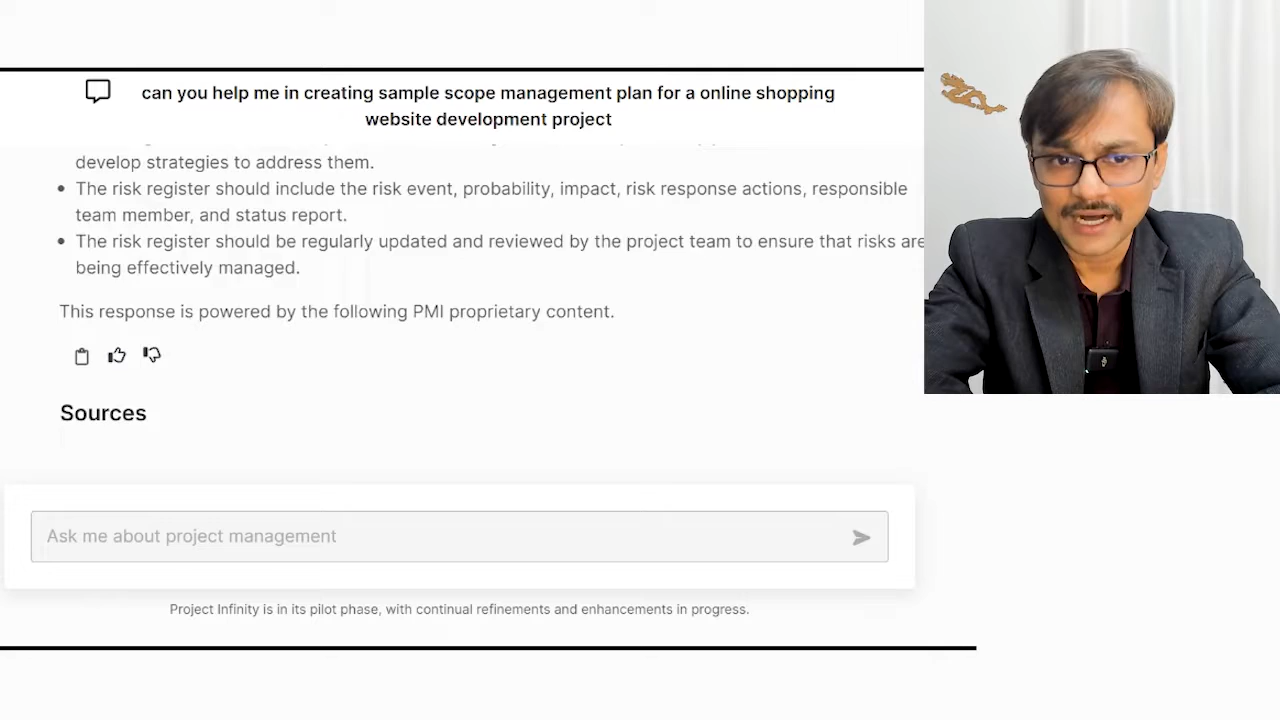 can you help me in creating sample scope management plan for a online shopping
website development project
develop strategies to address them.
• The risk register should include the risk event, probability, impact, risk response actions, responsible
team member, and status report.
• The risk register should be regularly updated and reviewed by the project team to ensure that risks are
being effectively managed.
This response is powered by the following PMI proprietary content.
Sources
Ask me about project management
Project Infinity is in its pilot phase, with continual refinements and enhancements in progress.